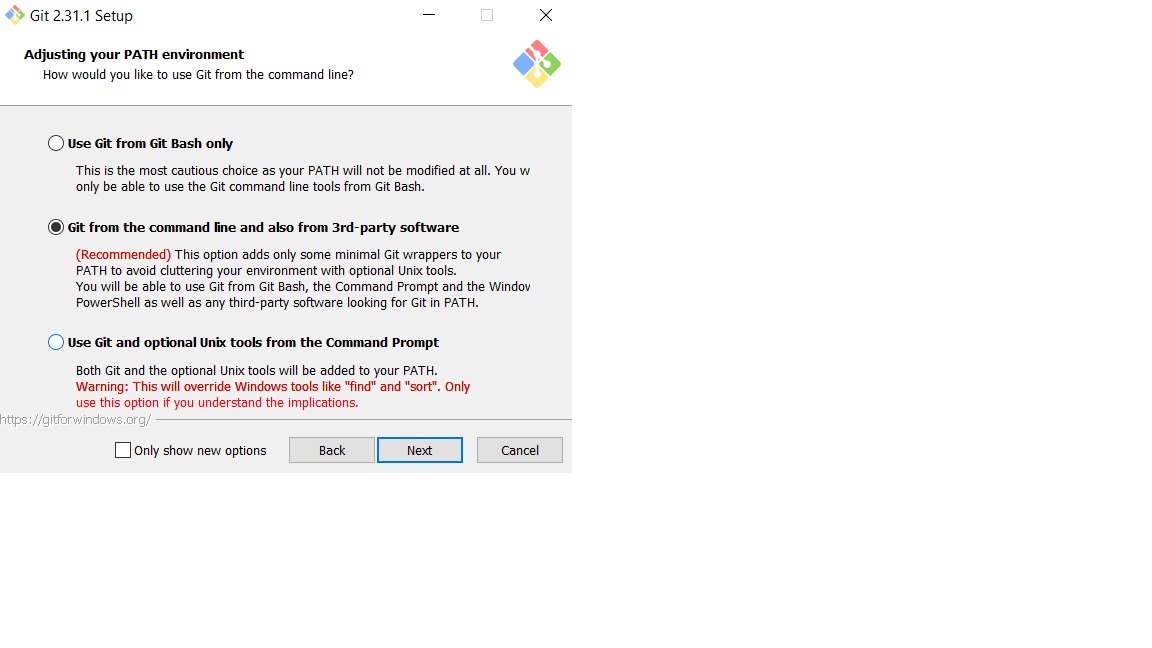 Git 2.31.1 Setup
Adjusting your PATH environment
How would you like to use Git from the command line?
Use Git from Git Bash only
This is the most cautious choice as your PATH will not be modified at all. You w
only be able to use the Git command line tools from Git Bash.
Git from the command line and also from 3rd-party software
(Recommended) This option adds only some minimal Git wrappers to your
PATH to avoid cluttering your environment with optional Unix tools.
You will be able to use Git from Git Bash, the Command Prompt and the Window
PowerShell as well as any third-party software looking for Git in PATH.
Use Git and optional Unix tools from the Command Prompt
Both Git and the optional Unix tools will be added to your PATH.
Warning: This will override Windows tools like "find" and "sort". Only
use this option if you understand the implications.
https://gitforwindows.org/
Only show new options Back Next Cancel